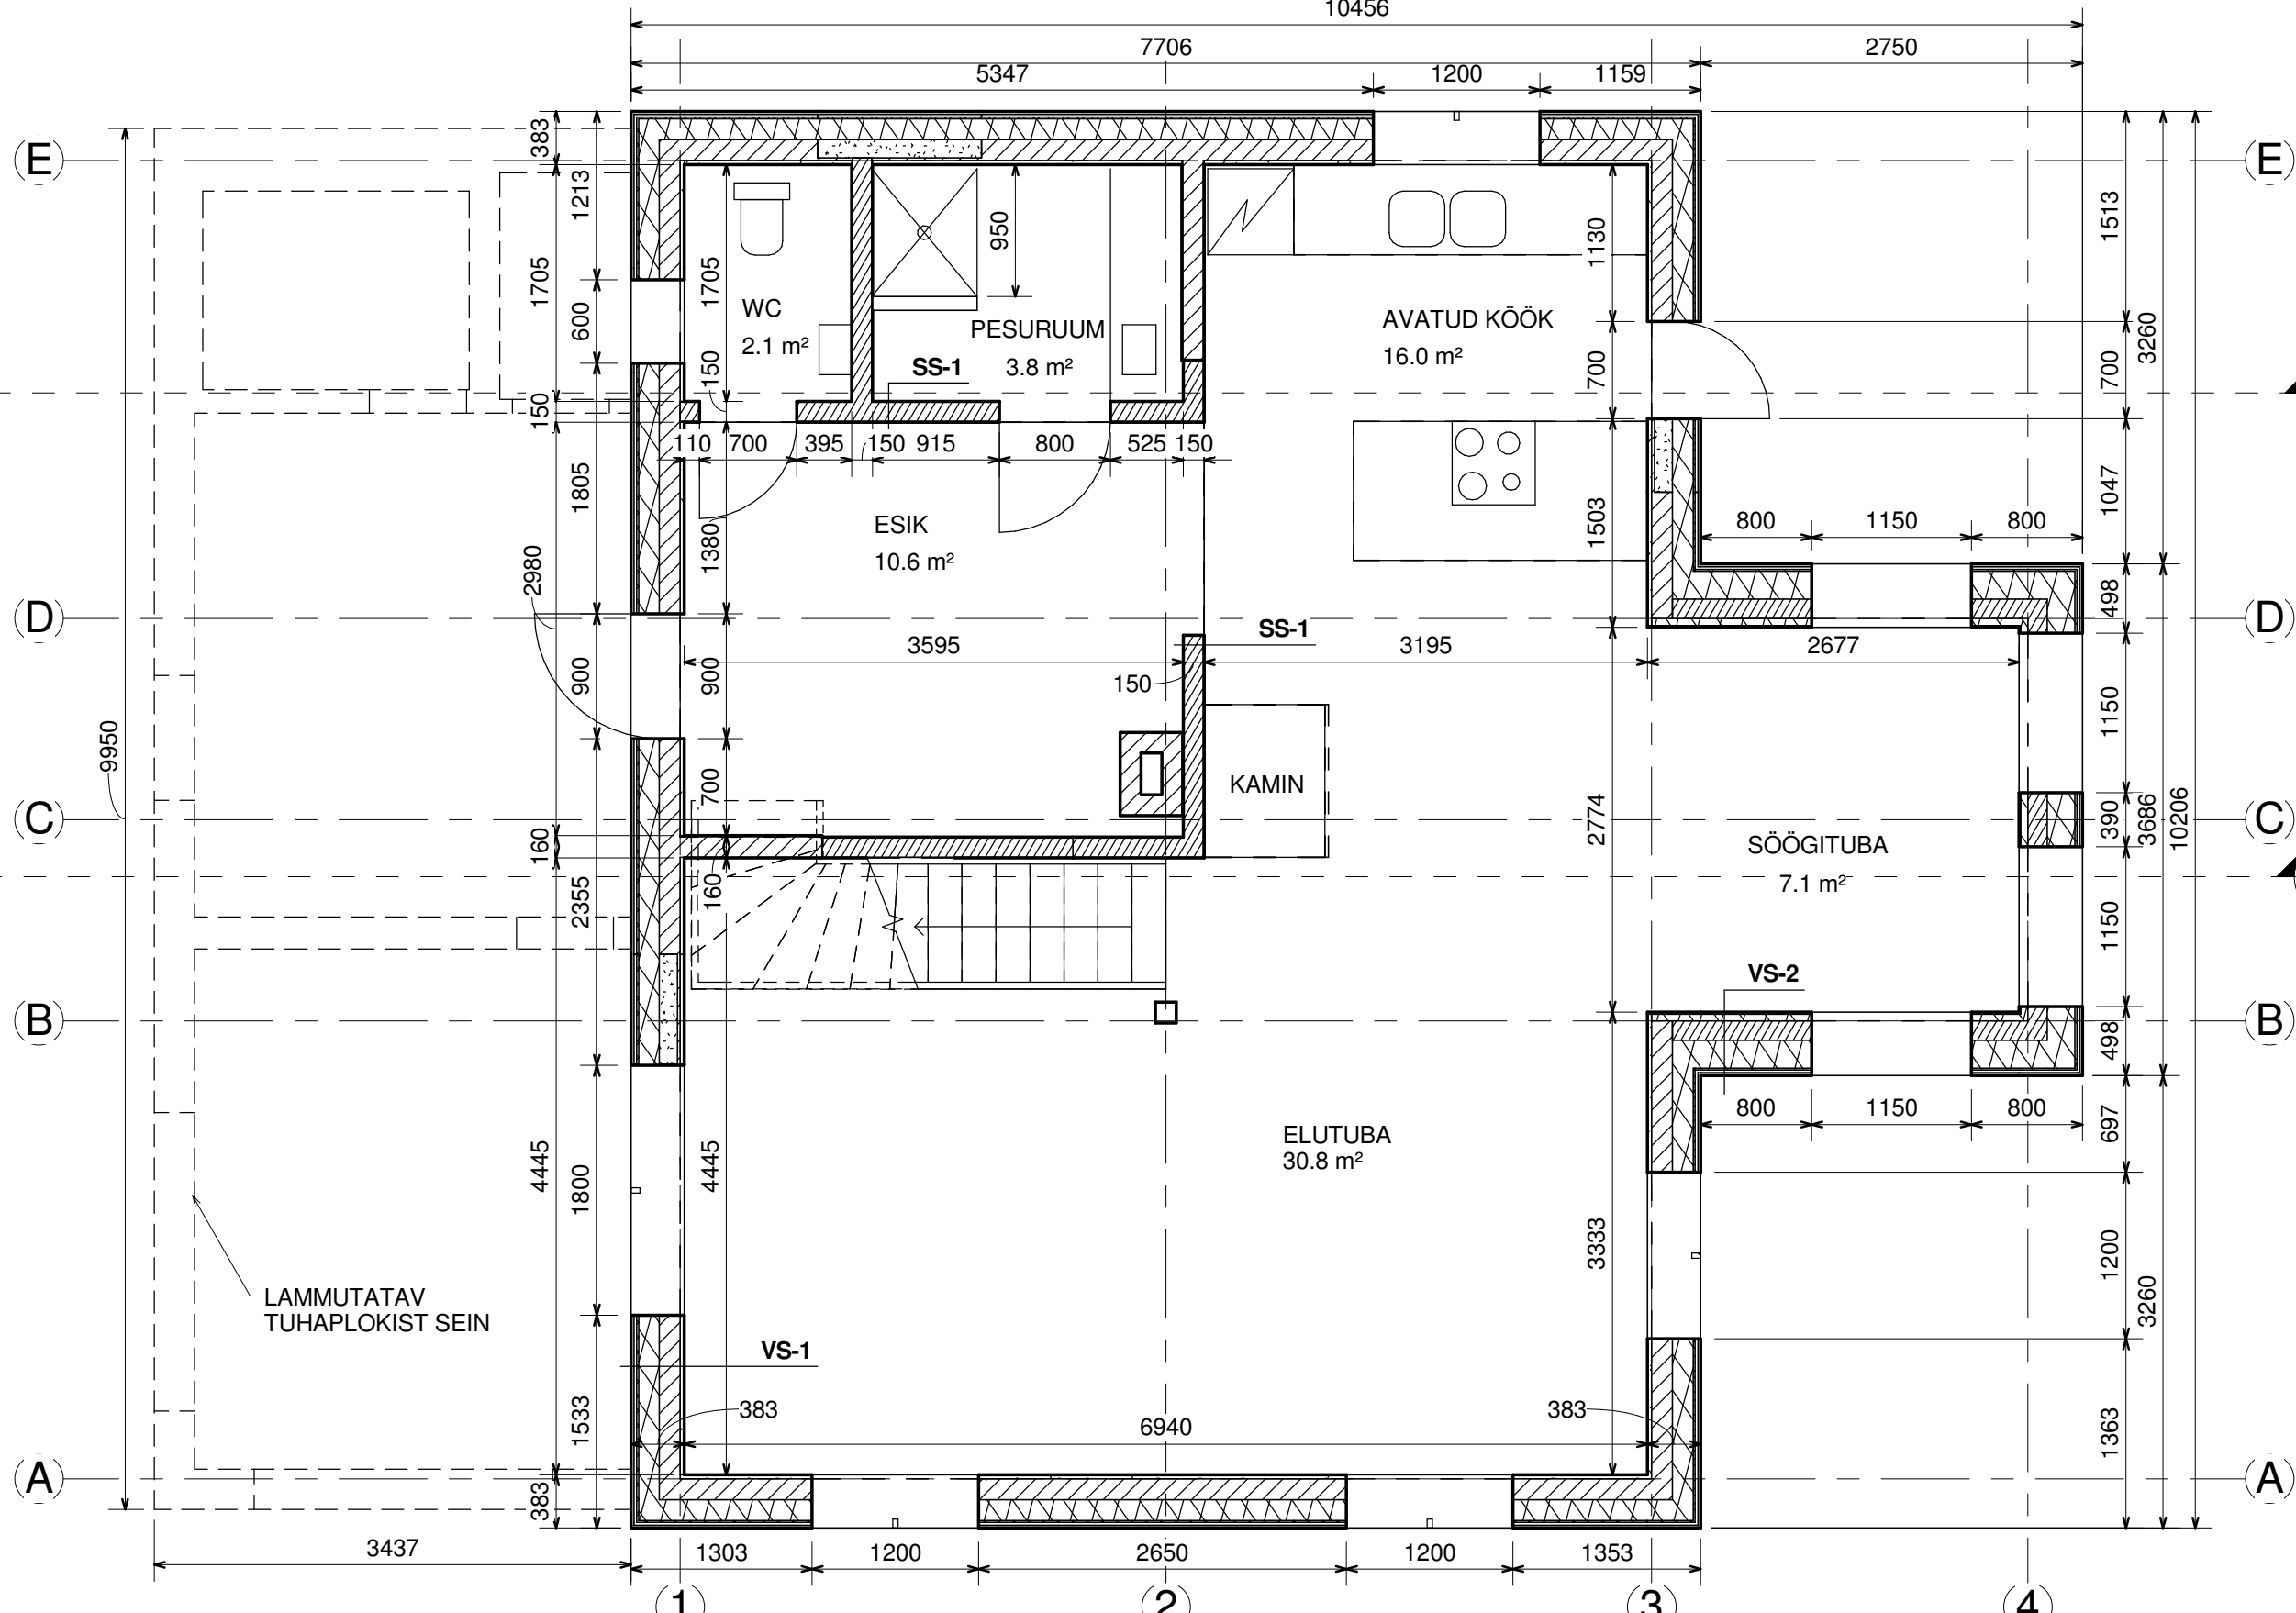 10456
7706
2750
5347
1200
1159
E
E
383
1213
1705
1705
950
1130
1513
WC
2.1 m²
PESURUUM
3.8 m²
AVATUD KÖÖK
16.0 m²
600
150
SS-1
700
700
3260
150
110
700
395
150
915
800
525
150
1805
1380
1503
1047
ESIK
10.6 m²
800
1150
800
2980
498
D
D
SS-1
3595
3195
2677
900
900
150
1150
9950
700
KAMIN
C
C
160
2774
390
3686
10206
SÖÖGITUBA
7.1 m²
2355
160
1150
VS-2
B
B
498
800
1150
800
697
ELUTUBA
30.8 m²
4445
1800
4445
3333
1200
3260
LAMMUTATAV
TUHAPLOKIST SEIN
VS-1
1533
383
6940
383
1363
A
A
383
3437
1303
1200
2650
1200
1353
1
2
3
4